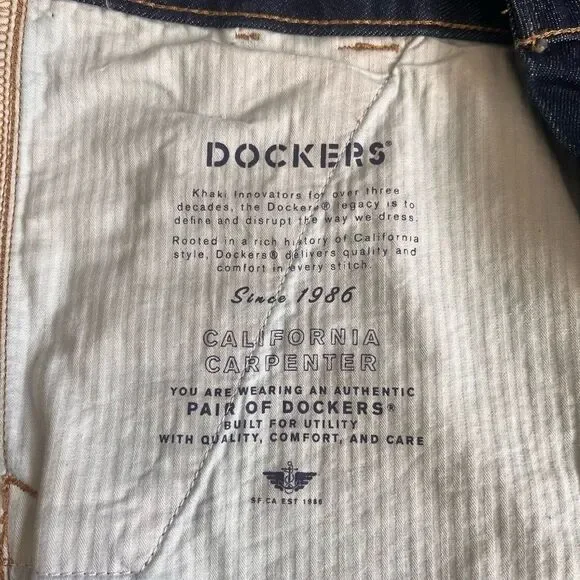 DOCKERS®
Khaki Innovators for over three
decades, the Dockers® legacy is to
define and disrupt the way we dress.
Rooted in a rich history of California
style, Dockers® delivers quality and
comfort in every stitch.
Since 1986
CALIFORNIA
CARPENTER
YOU ARE WEARING AN AUTHENTIC
PAIR OF DOCKERS®
BUILT FOR UTILITY
WITH QUALITY, COMFORT, AND CARE
SF.CA EST 1986